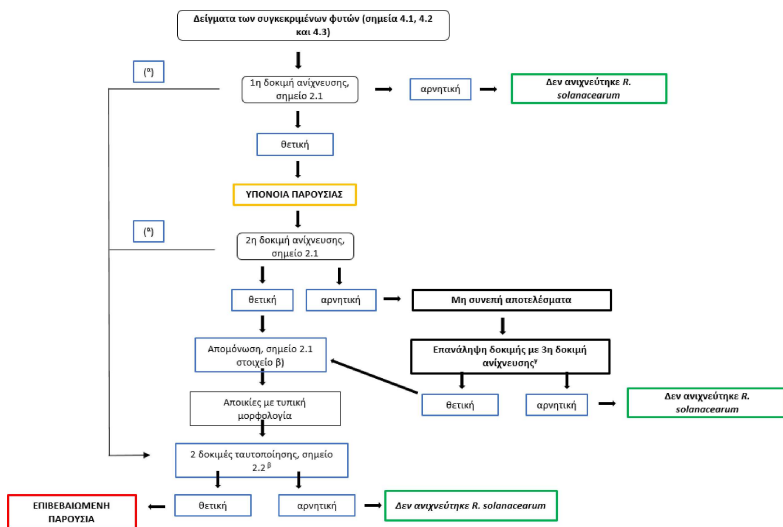 Δείγματα των συγκεκριμένων φυτών (σημεία 4.1, 4.2
και 4.3)
(α)
1η δοκιμή ανίχνευσης,
σημείο 2.1
αρνητική
Δεν ανιχνεύτηκε R.
solanacearum
θετική
ΥΠΟΝΟΙΑ ΠΑΡΟΥΣΙΑΣ
(α)
2η δοκιμή ανίχνευσης,
σημείο 2.1
θετική
αρνητική
Μη συνεπή αποτελέσματα
Απομόνωση, σημείο 2.1
στοιχείο β)
Επανάληψη δοκιμής με 3η δοκιμή
ανίχνευσηςγ
Αποικίες με τυπική
μορφολογία
θετική
αρνητική
Δεν ανιχνεύτηκε R.
solanacearum
2 δοκιμές ταυτοποίησης, σημείο
2.2 β
ΕΠΙΒΕΒΑΙΩΜΕΝΗ
ΠΑΡΟΥΣΙΑ
θετική
αρνητική
Δεν ανιχνεύτηκε R. solanacearum